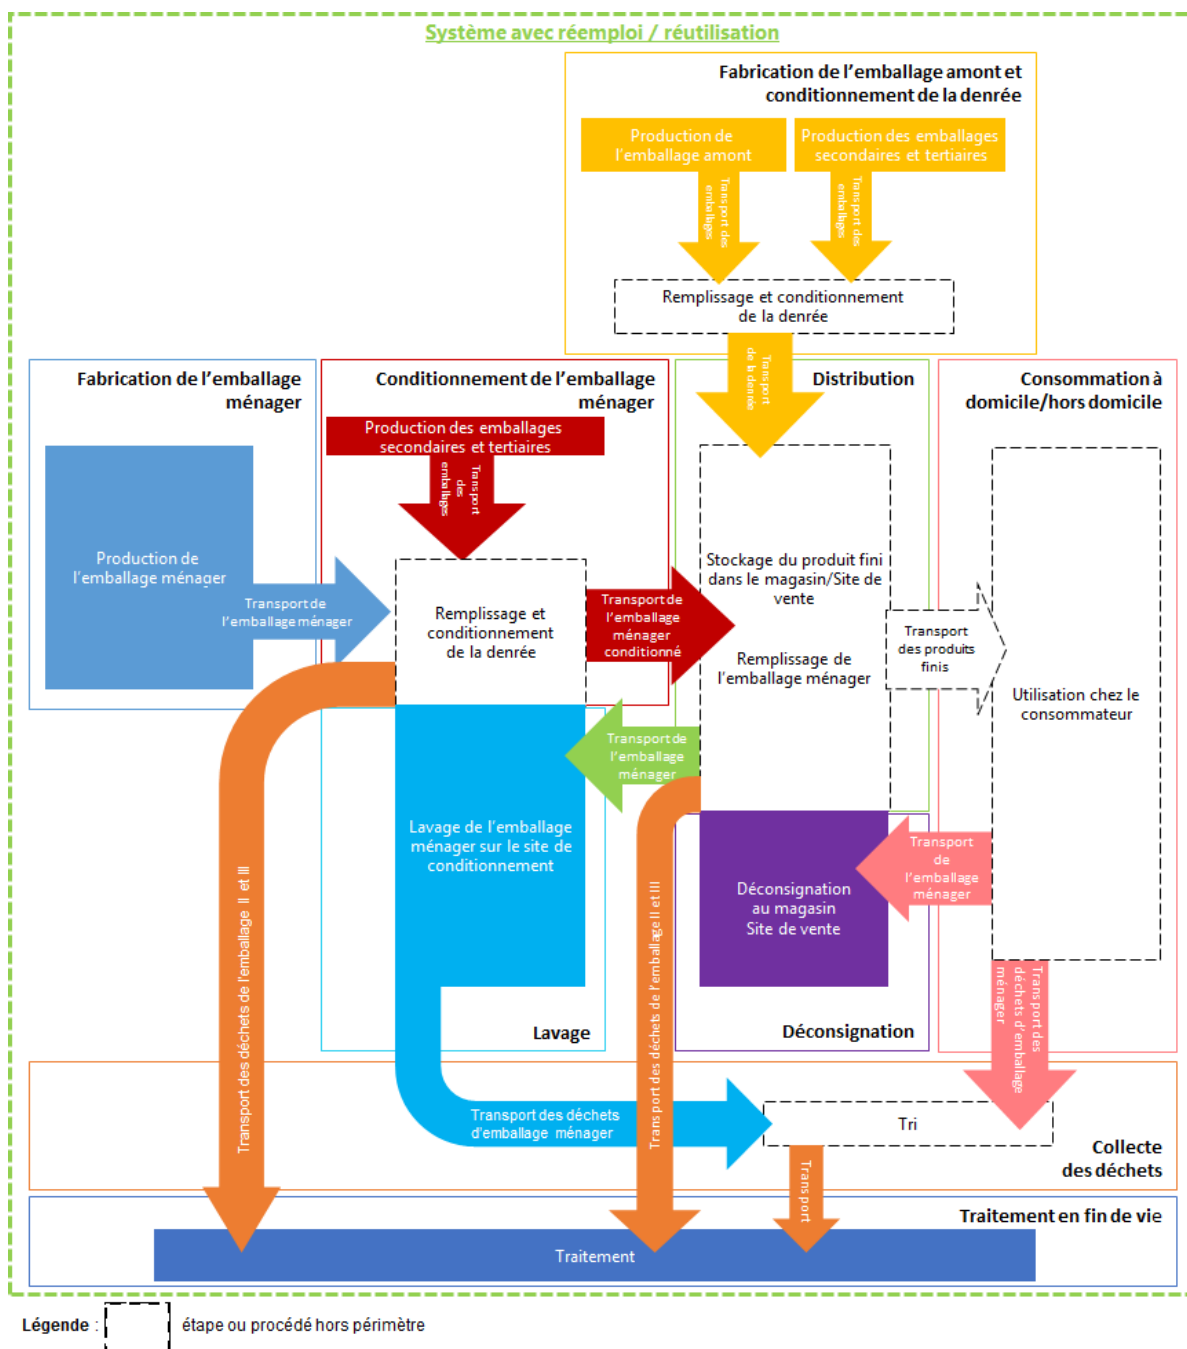 Système avec réemploi / réutilisation
Fabrication de l'emballage amont et
conditionnement de la denrée
Production de
l'emballage amont
Production des emballages
secondaires et tertiaires
Transport des
emballages
Transport des
emballages
Remplissage et conditionnement
de la denrée
Transport
de la denrée
Fabrication de l'emballage
ménager
Conditionnement de l'emballage
ménager
Distribution
Consommation à
domicile/hors domicile
Production des emballages
secondaires et tertiaires
Transport
des
emballages
Production de
l'emballage ménager
Transport de
l'emballage ménager
Remplissage et
conditionnement
de la denrée
Transport de
l'emballage
ménager
conditionné
Stockage du produit fini
dans le magasin/Site de
vente
Remplissage de
l'emballage ménager
Transport
des produits
finis
Utilisation chez le
consommateur
Transport de
l'emballage
ménager
Lavage de l'emballage
ménager sur le site de
conditionnement
Déconsignation
au magasin
Site de vente
Transport
de
l'emballage
ménager
Transport des déchets de l'emballage II et III
Transport des déchets de l'emballage II et III
Transport des
déchets d'emballage
ménager
Lavage
Déconsignation
Transport des déchets
d'emballage ménager
Tri
Collecte
des déchets
Transport
Traitement en fin de vie
Traitement
Légende :
étape ou procédé hors périmètre